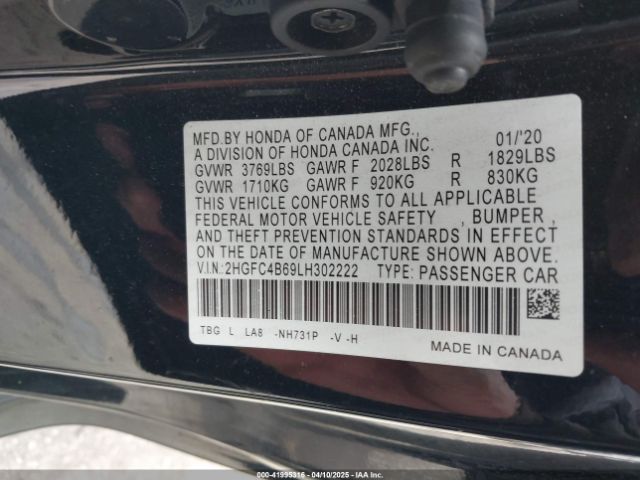 MFD.BY HONDA OF CANADA MFG., 01/'20
A DIVISION OF HONDA CANADA INC.
GVWR 3769LBS GAWR F 2028LBS R 1829LBS
GVWR 1710KG GAWR F 920KG R 830KG
THIS VEHICLE CONFORMS TO ALL APPLICABLE
FEDERAL MOTOR VEHICLE SAFETY , BUMPER ,
AND THEFT PREVENTION STANDARDS IN EFFECT
ON THE DATE OF MANUFACTURE SHOWN ABOVE.
V.I.N.:2HGFC4B69LH302222 TYPE: PASSENGER CAR
TBG L LA8 -NH731P -V -H
MADE IN CANADA
000-41995316 - 04/10/2025 - IAA Inc.